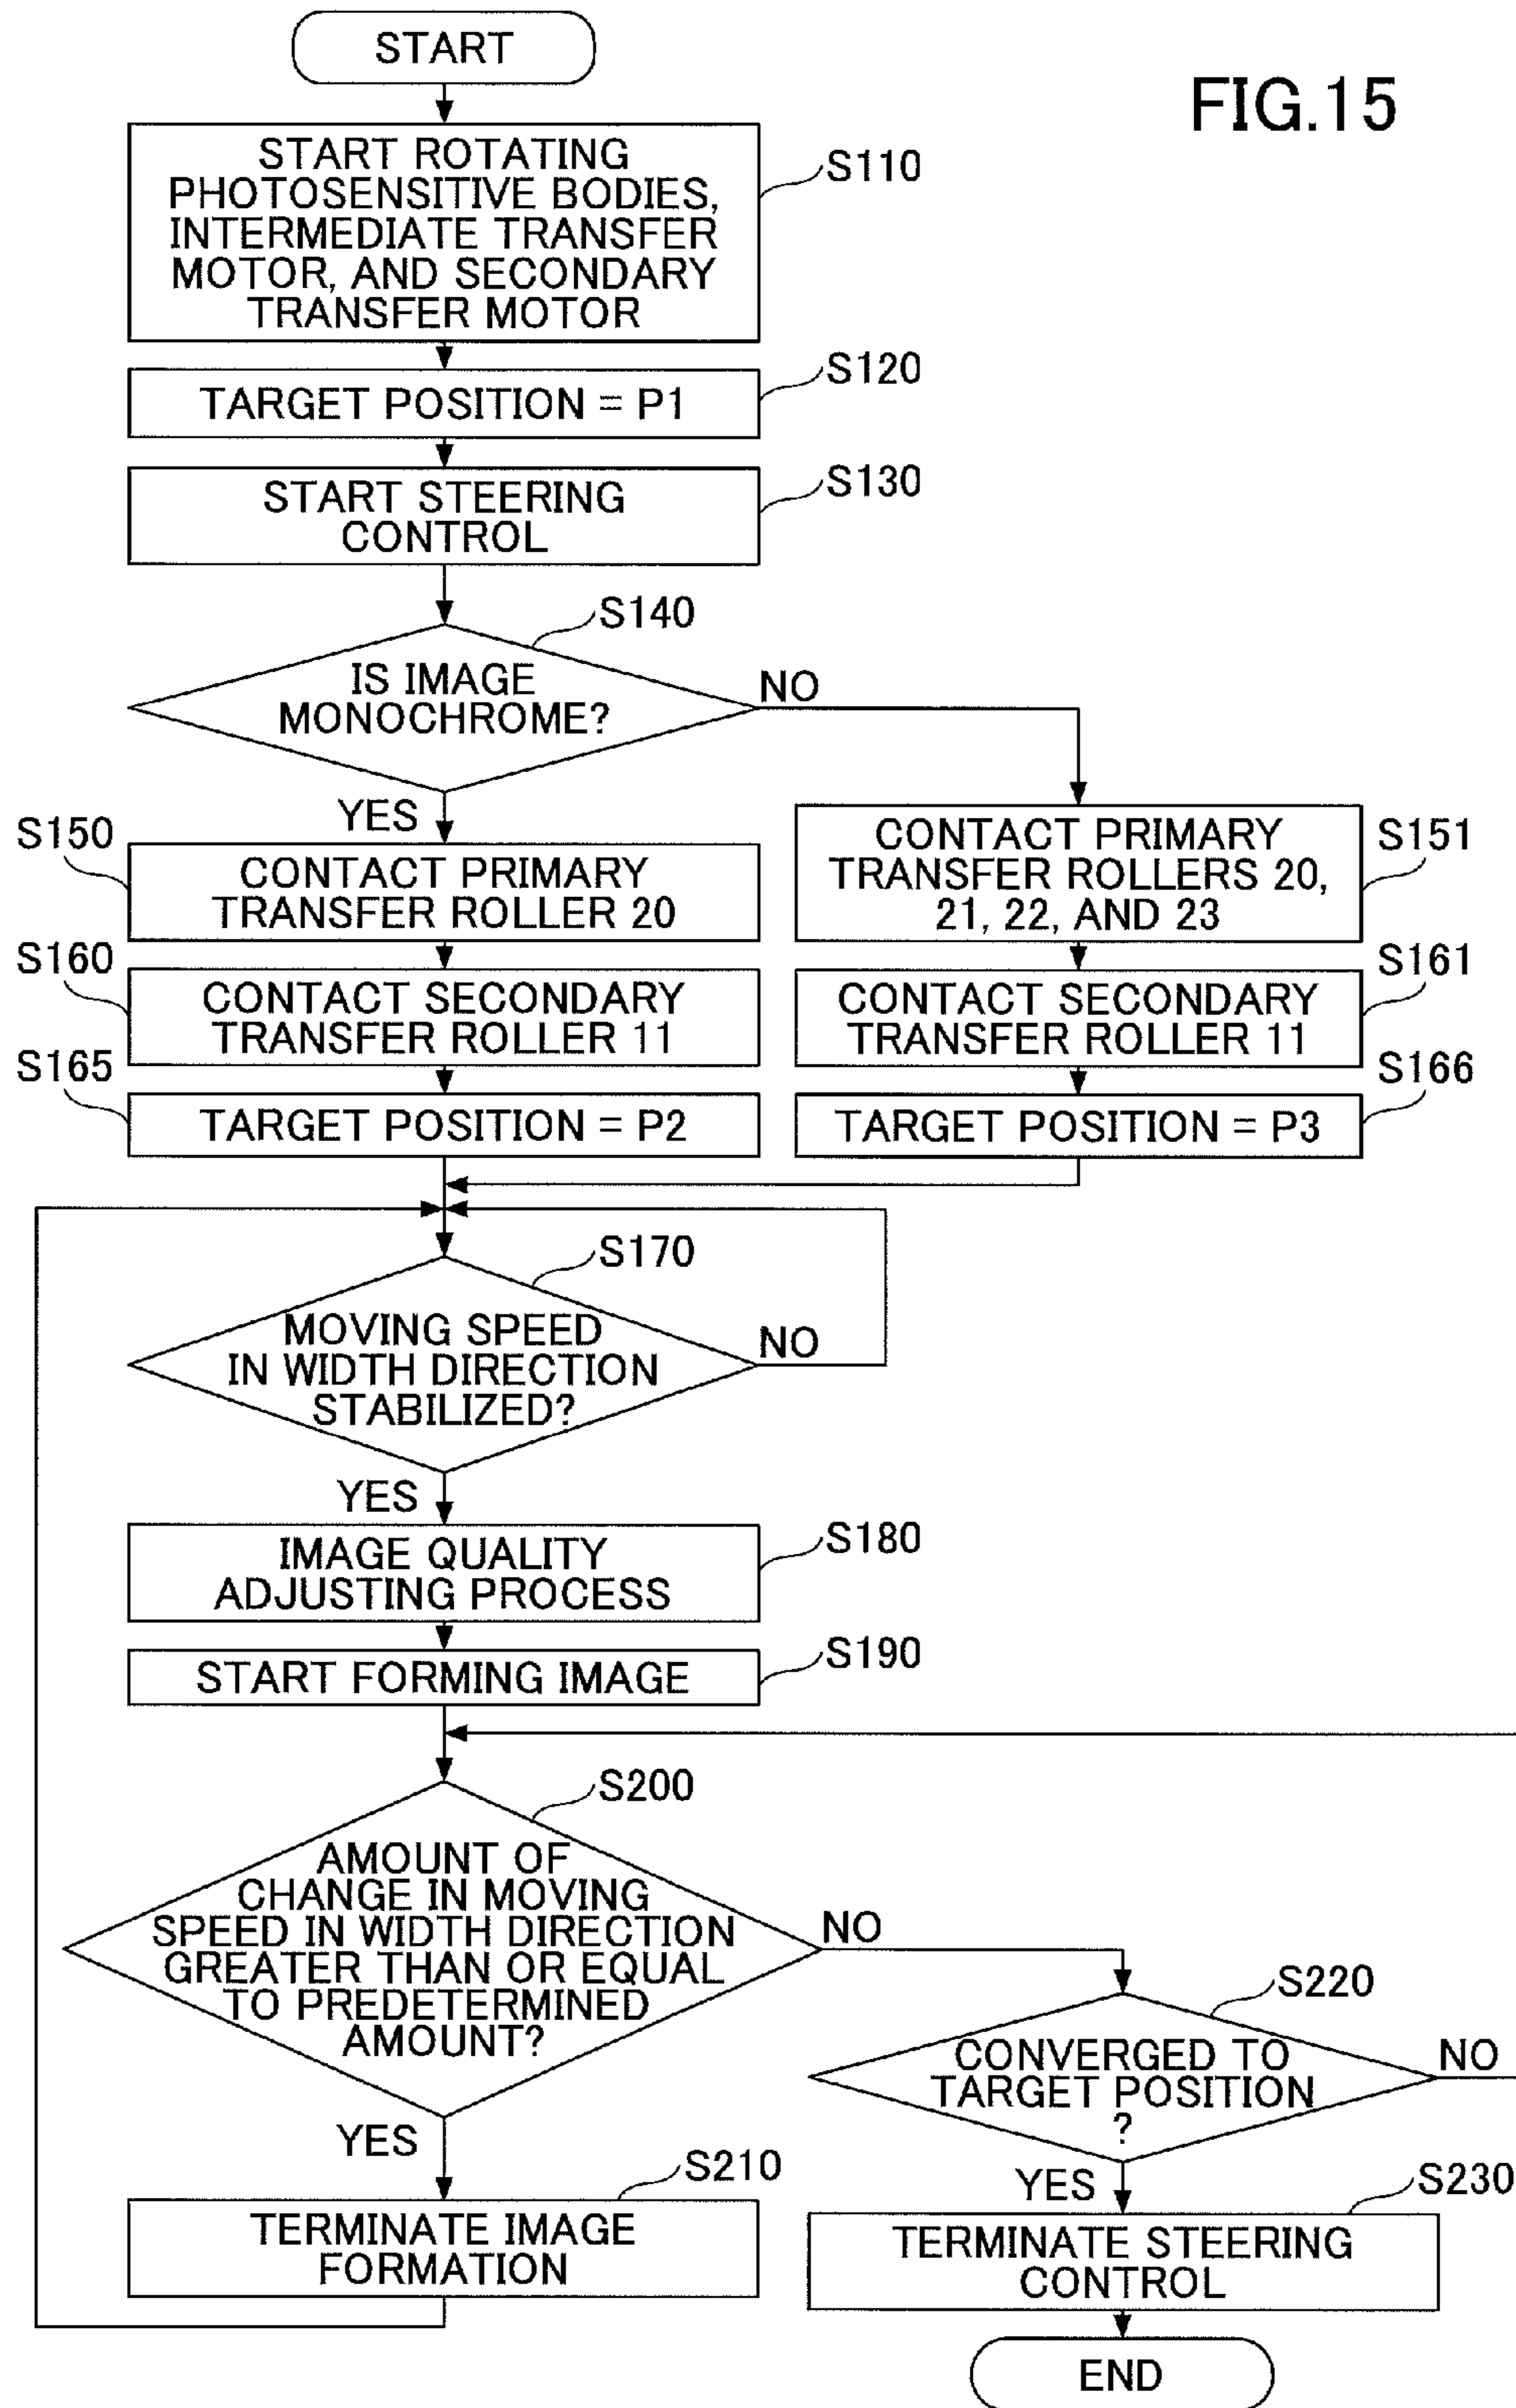 START
FIG.15
START ROTATING
PHOTOSENSITIVE BODIES,
INTERMEDIATE TRANSFER
MOTOR, AND SECONDARY
TRANSFER MOTOR
S110
TARGET POSITION = P1
S120
START STEERING
CONTROL
S130
S140
IS IMAGE
MONOCHROME?
NO
YES
S150
CONTACT PRIMARY
TRANSFER ROLLER 20
CONTACT PRIMARY
TRANSFER ROLLERS 20,
21, 22, AND 23
S151
S160
CONTACT SECONDARY
TRANSFER ROLLER 11
CONTACT SECONDARY
TRANSFER ROLLER 11
S161
S165
TARGET POSITION = P2
TARGET POSITION = P3
S166
S170
MOVING SPEED
IN WIDTH DIRECTION
STABILIZED?
NO
YES
IMAGE QUALITY
ADJUSTING PROCESS
S180
START FORMING IMAGE
S190
S200
AMOUNT OF
CHANGE IN MOVING
SPEED IN WIDTH DIRECTION
GREATER THAN OR EQUAL
TO PREDETERMINED
AMOUNT?
NO
S220
CONVERGED TO
TARGET POSITION
?
NO
YES
S210
TERMINATE IMAGE
FORMATION
YES
S230
TERMINATE STEERING
CONTROL
END